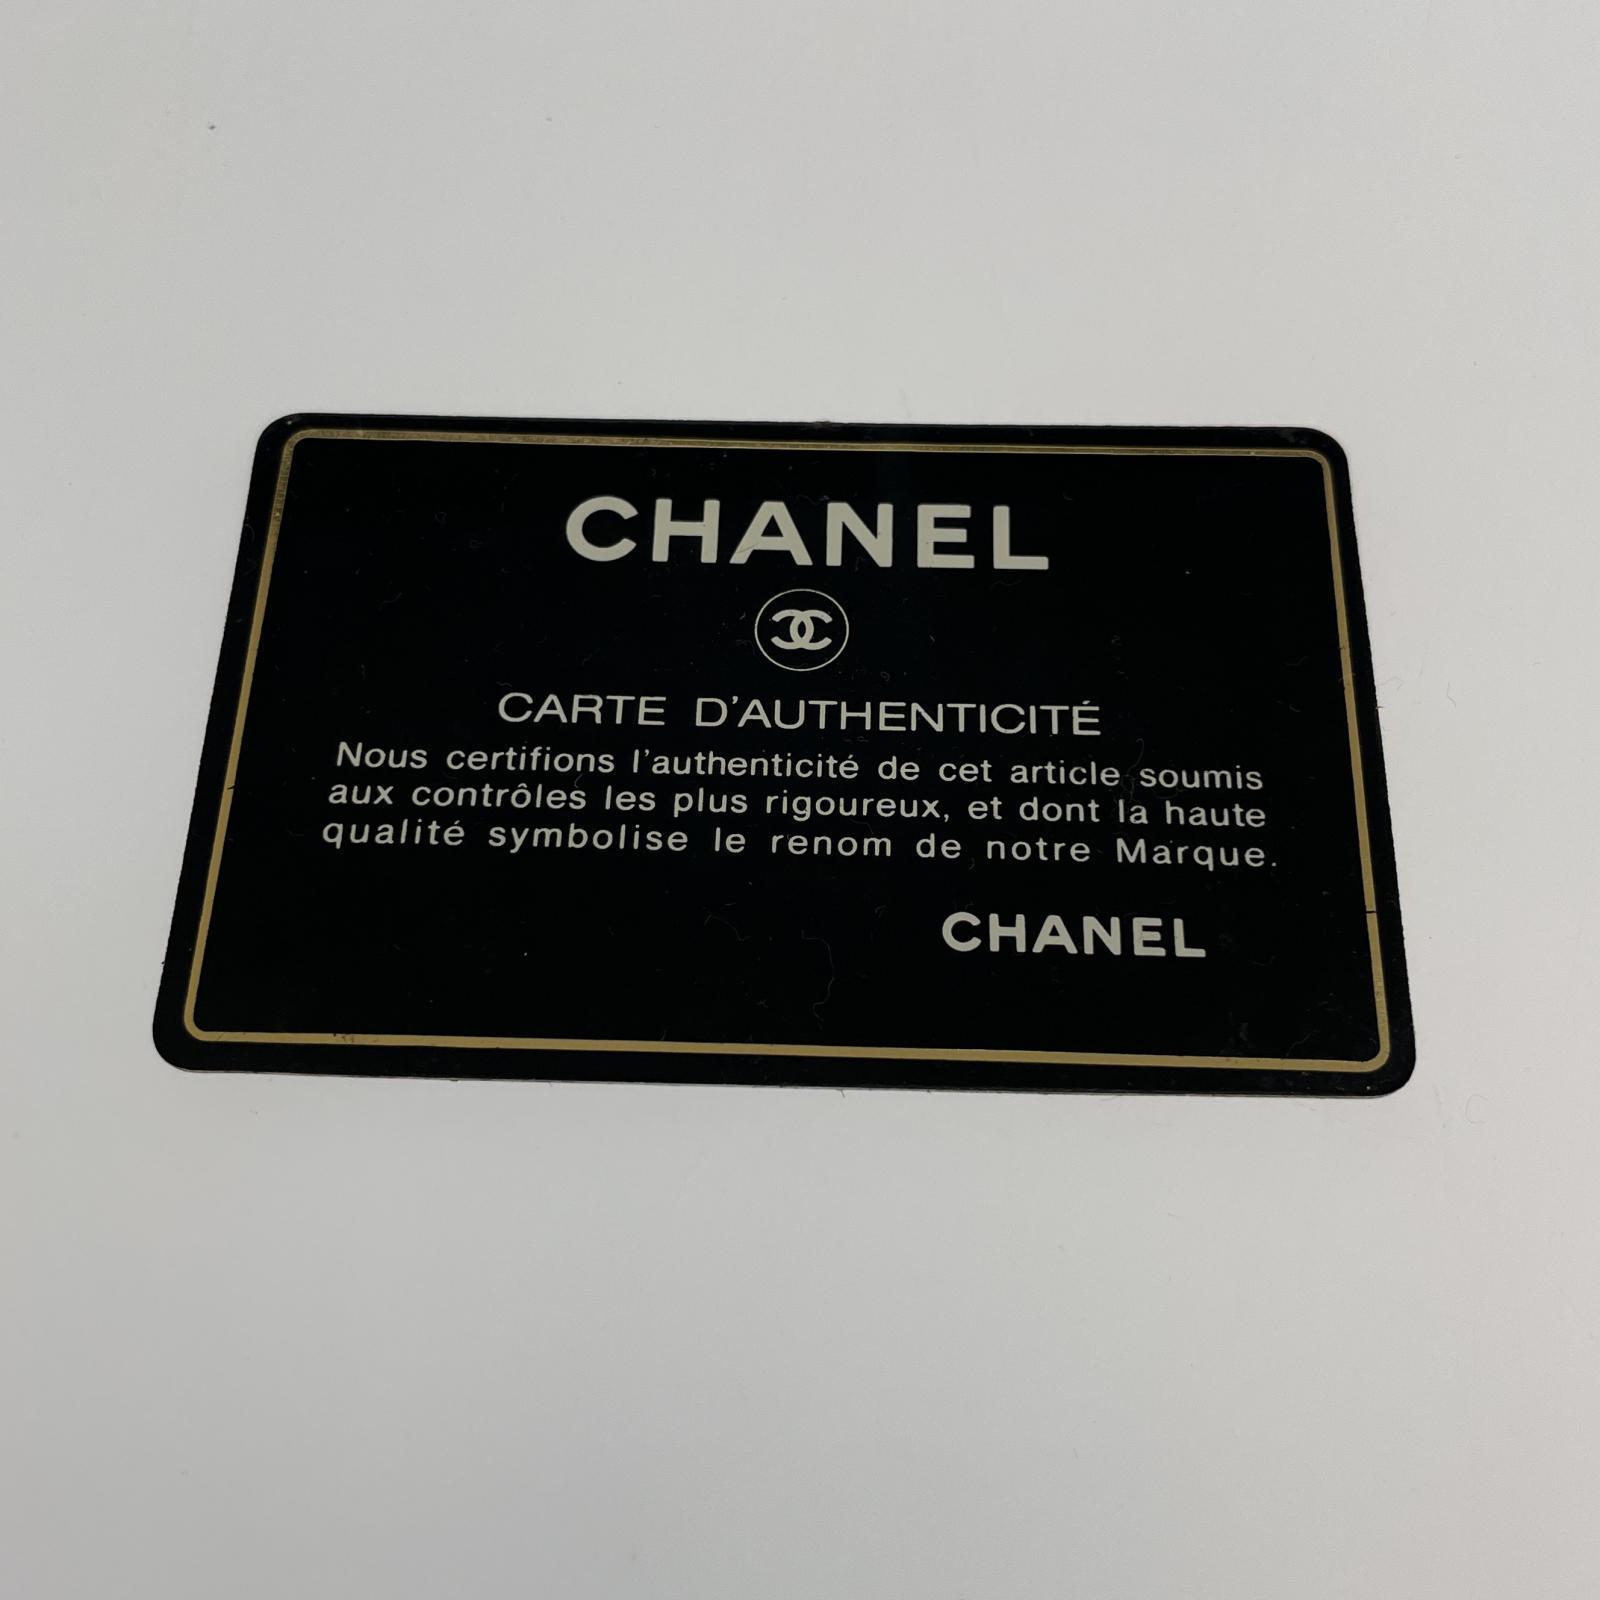 CHANEL
CARTE D'AUTHENTICITÉ
Nous certifions l'authenticité de cet article soumis
aux contrôles les plus rigoureux, et dont la haute
qualité symbolise le renom de notre Marque.
CHANEL